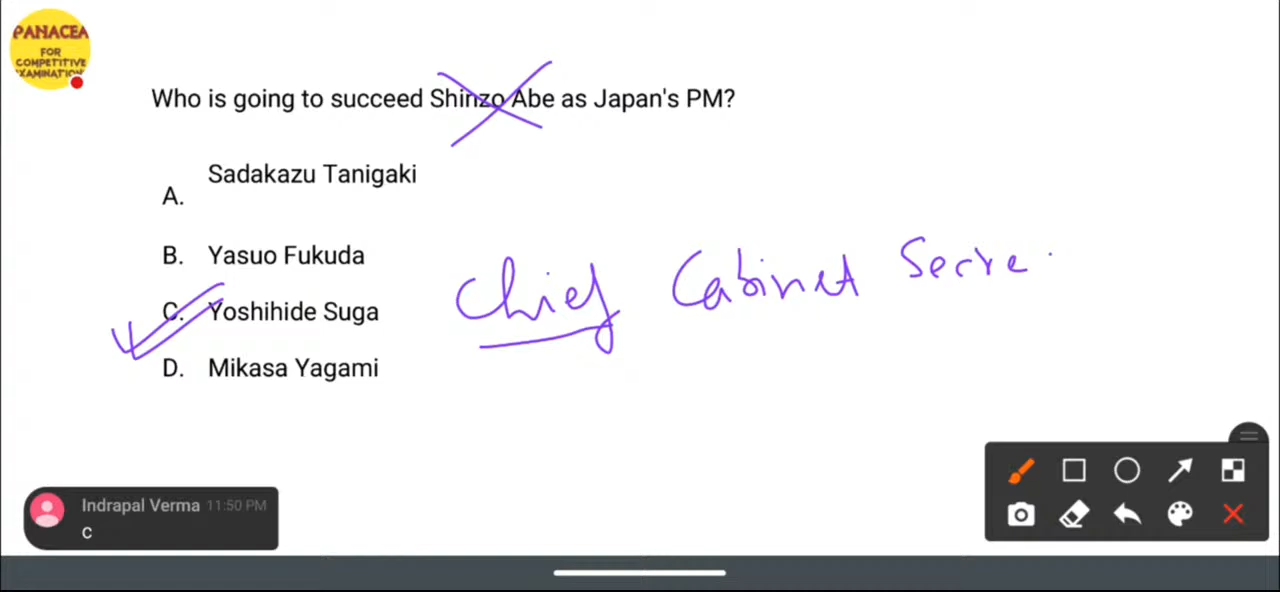 PANACEA
FOR
COMPETITIVE
EXAMINATION
Who is going to succeed Shinzo Abe as Japan's PM?
A. Sadakazu Tanigaki
B. Yasuo Fukuda
C. Yoshihide Suga
D. Mikasa Yagami
Chief Cabinet Secre.
Indrapal Verma 11:50 PM
c